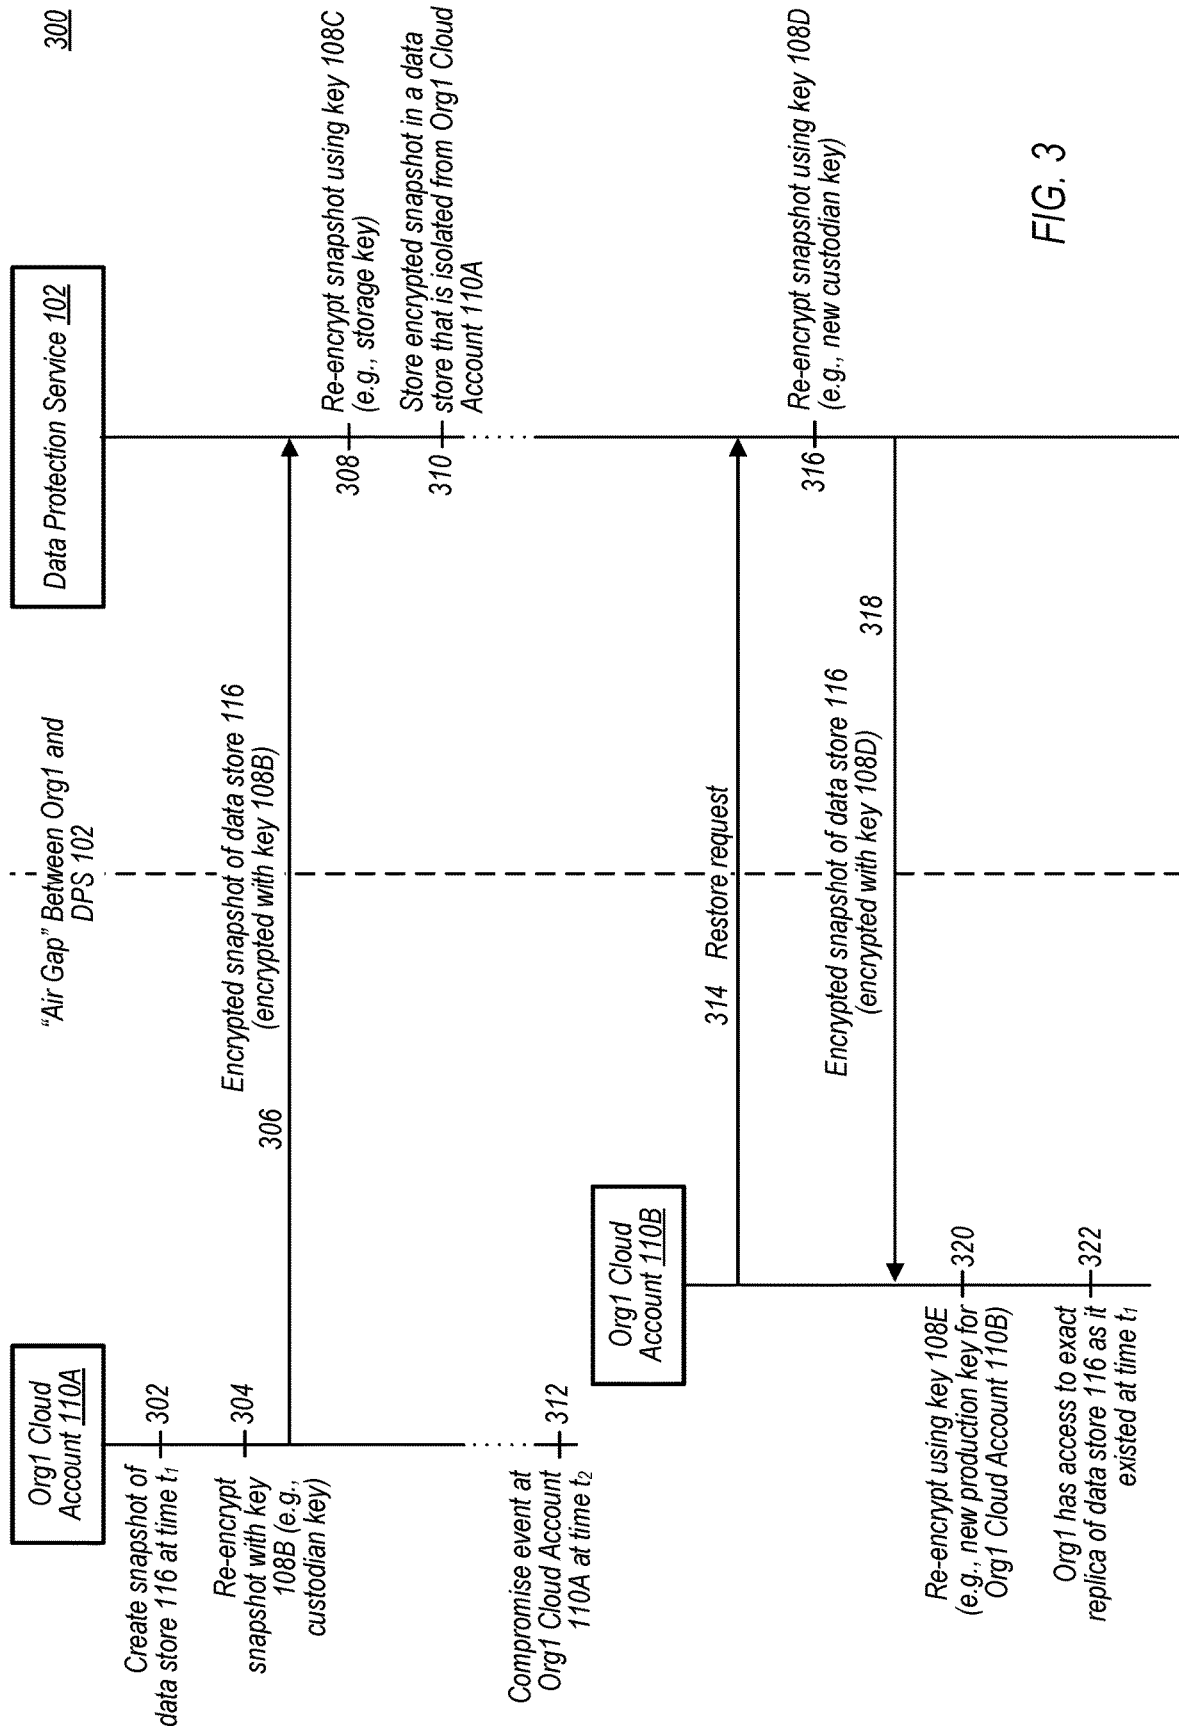 300
Org1 Cloud
Account 110A
"Air Gap" Between Org1 and
DPS 102
Data Protection Service 102
Create snapshot of
data store 116 at time t1
302
Re-encrypt
snapshot with key
108B (e.g.,
custodian key)
304
306
Encrypted snapshot of data store 116
(encrypted with key 108B)
308
Re-encrypt snapshot using key 108C
(e.g., storage key)
310
Store encrypted snapshot in a data
store that is isolated from Org1 Cloud
Account 110A
Compromise event at
Org1 Cloud Account
110A at time t2
312
Org1 Cloud
Account 110B
314 Restore request
316
Re-encrypt snapshot using key 108D
(e.g., new custodian key)
Encrypted snapshot of data store 116
(encrypted with key 108D)
318
Re-encrypt using key 108E
(e.g., new production key for
Org1 Cloud Account 110B)
320
Org1 has access to exact
replica of data store 116 as it
existed at time t1
322
FIG. 3